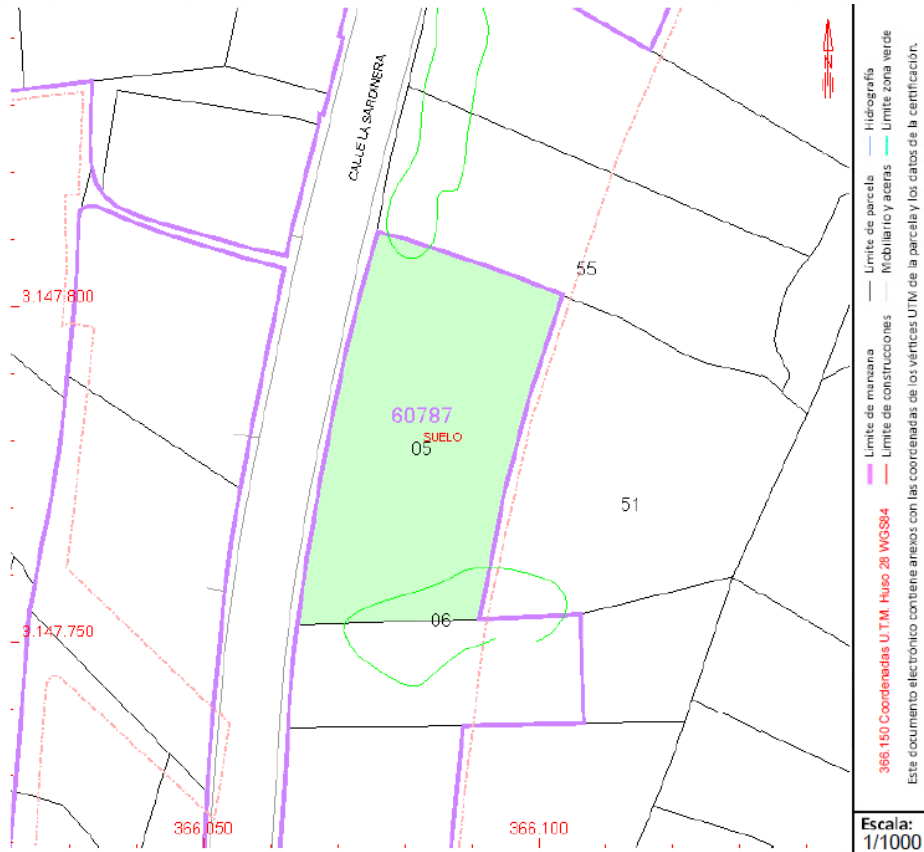 CALLE LA SARDINERA
55
3.147.800
60787
SUELO
05
51
06
3.147.750
366.050
366.100
N
Límite de manzana
Límite de parcela
Hidrografía
Límite de construcciones
Mobiliario y aceras
Límite zona verde
366.150 Coordenadas U.T.M. Huso 28 WGS84
Este documento electrónico contiene anexos con las coordenadas de los vértices UTM de la parcela y los datos de la certificación.
Escala:
1/1000